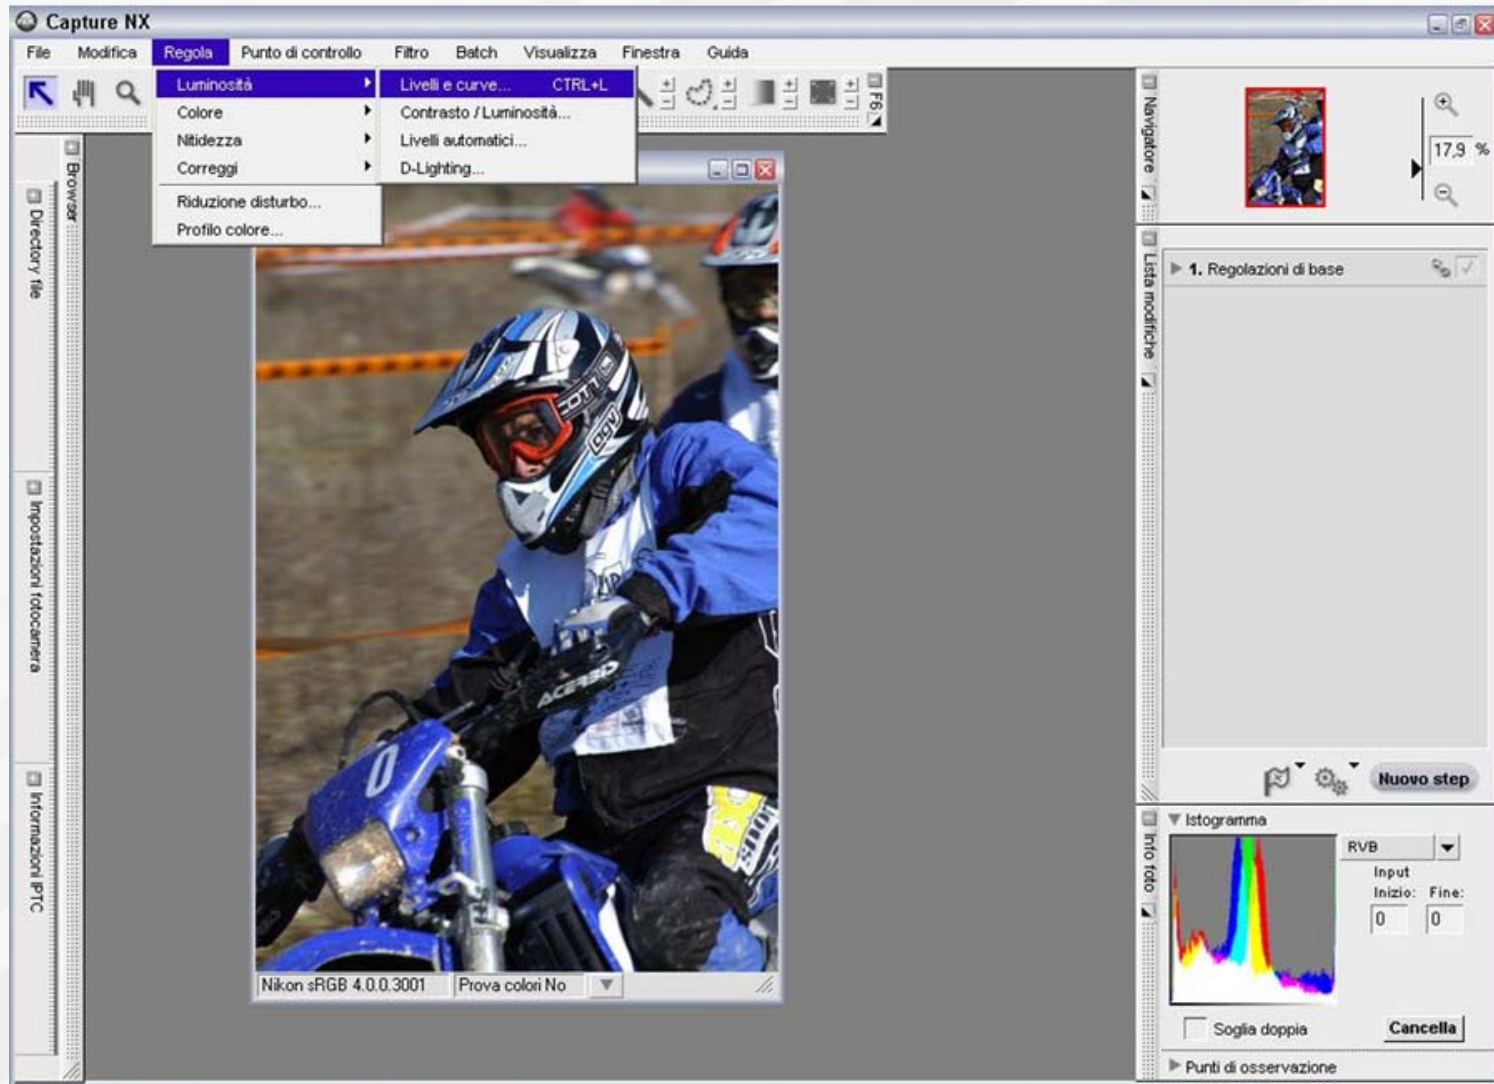 Capture NX
File Modifica Regola Punto di controllo Filtro Batch Visualizza Finestra Guida
Luminosità
Colore
Nitidezza
Correggi
Riduzione disturbo...
Profilo colore...
Livelli e curve... CTRL+L
Contrasto / Luminosità...
Livelli automatici...
D-Lighting...
F6
Browser
Directory file
Impostazioni fotocamera
Informazioni IPTC
SCOTT
agv
ACERBIS
0
Nikon sRGB 4.0.0.3001 Prova colori No
Navigatore
17,9 %
Lista modifiche
1. Regolazioni di base
Nuovo step
Info foto
Istogramma
RVB
Input
Inizio: Fine:
0 0
Soglia doppia Cancella
Punti di osservazione